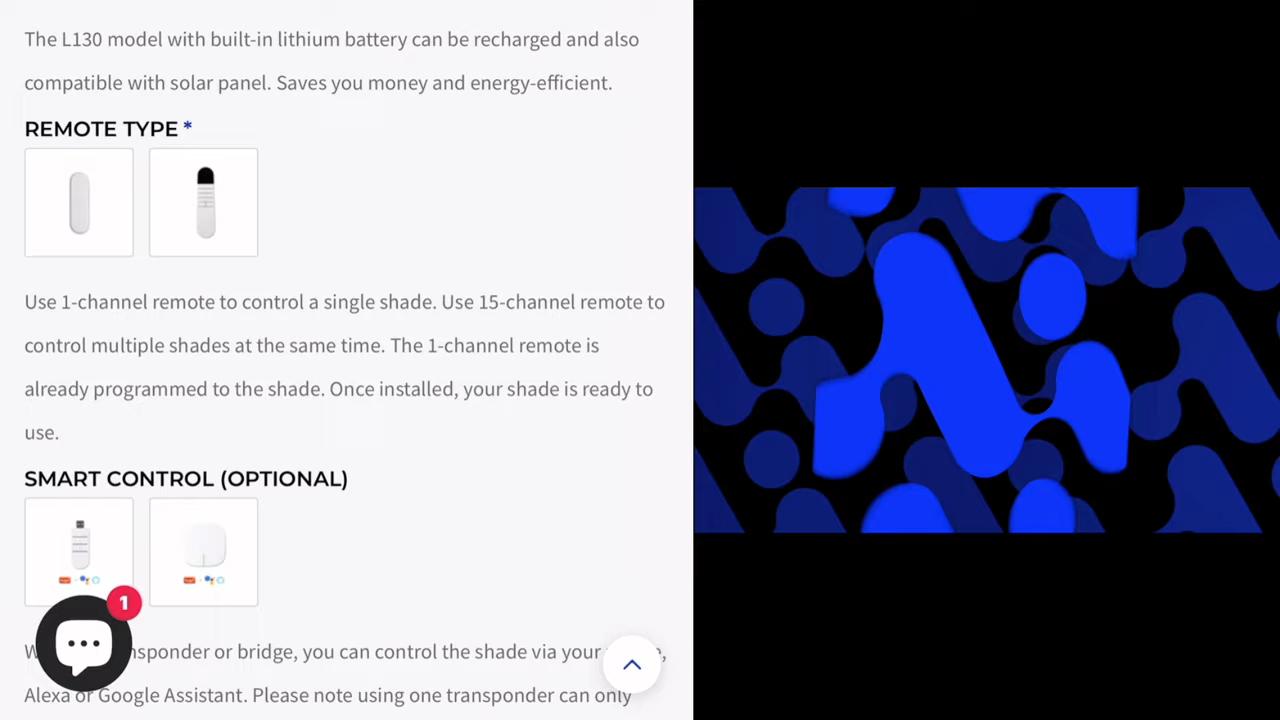 The L130 model with built-in lithium battery can be recharged and also
compatible with solar panel. Saves you money and energy-efficient.
REMOTE TYPE *
Use 1-channel remote to control a single shade. Use 15-channel remote to
control multiple shades at the same time. The 1-channel remote is
already programmed to the shade. Once installed, your shade is ready to
use.
SMART CONTROL (OPTIONAL)
1
or bridge, you can control the shade via your
Alexa or Google Assistant. Please note using one transponder can only